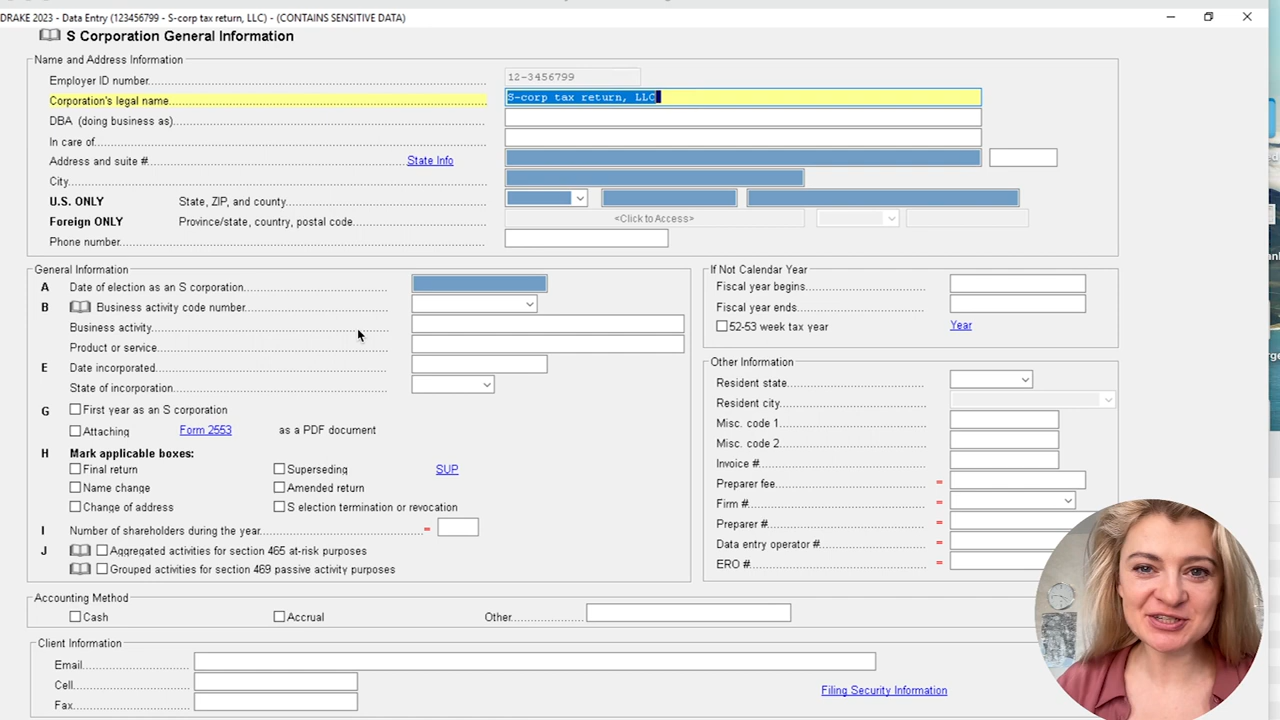 DRAKE 2023 - Data Entry (123456799 - S-corp tax return, LLC) - (CONTAINS SENSITIVE DATA)
S Corporation General Information
Name and Address Information
Employer ID number 12-3456799
Corporation's legal name S-corp tax return, LLC
DBA (doing business as)
In care of
Address and suite # State Info
City
U.S. ONLY State, ZIP, and county
Foreign ONLY Province/state, country, postal code <Click to Access>
Phone number
General Information
A Date of election as an S corporation
B Business activity code number
Business activity
Product or service
E Date incorporated
State of incorporation
G First year as an S corporation
Attaching Form 2553 as a PDF document
H Mark applicable boxes:
Final return Superseding SUP
Name change Amended return
Change of address S election termination or revocation
I Number of shareholders during the year =
J Aggregated activities for section 465 at-risk purposes
Grouped activities for section 469 passive activity purposes
If Not Calendar Year
Fiscal year begins
Fiscal year ends
52-53 week tax year Year
Other Information
Resident state
Resident city
Misc. code 1
Misc. code 2
Invoice #
Preparer fee =
Firm # =
Preparer # =
Data entry operator # =
ERO # =
Accounting Method
Cash Accrual Other
Client Information
Email
Cell
Fax
Filing Security Information